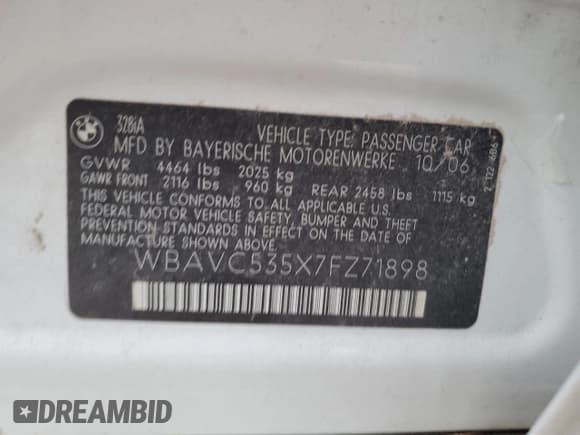 BMW
328iA
VEHICLE TYPE: PASSENGER CAR
MFD BY BAYERISCHE MOTORENWERKE 10/06
GVWR 4464 lbs 2025 kg
GAWR FRONT 2116 lbs 960 kg REAR 2458 lbs 1115 kg
THIS VEHICLE CONFORMS TO ALL APPLICABLE U.S.
FEDERAL MOTOR VEHICLE SAFETY, BUMPER AND THEFT
PREVENTION STANDARDS IN EFFECT ON THE DATE OF
MANUFACTURE SHOWN ABOVE.
WBAVC535X7FZ71898
DREAMBID